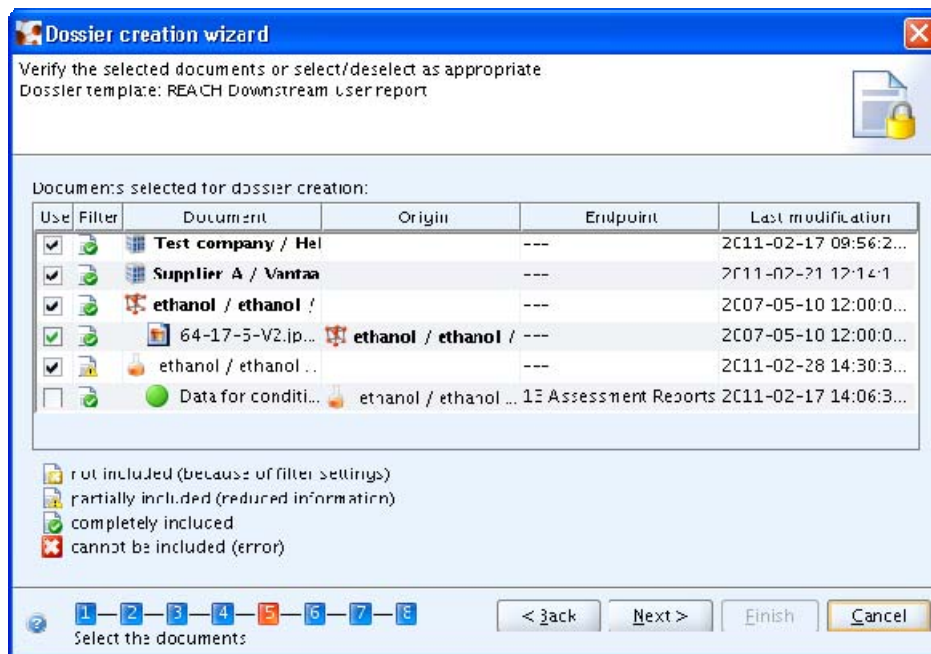 Dossier creation wizard
Verify the selected documents or select/deselect as appropriate
Dossier template: REACH Downstream user report
Documents selected for dossier creation:
Use Filter Document Origin Endpoint Last modification
Test company / Hel --- 2011-02-17 09:56:2...
Supplier A / Vantaa --- 2011-02-21 12:14:1
ethanol / ethanol / --- 2007-05-10 12:00:0...
64-17-5-V2.jp... ethanol / ethanol / --- 2007-05-10 12:00:0...
ethanol / ethanol ... --- 2011-02-28 14:30:3...
Data for conditi... ethanol / ethanol ... 13 Assessment Reports 2011-02-17 14:06:3...
not included (because of filter settings)
partially included (reduced information)
completely included
cannot be included (error)
1 2 3 4 5 6 7 8
Select the documents
< Back Next > Finish Cancel